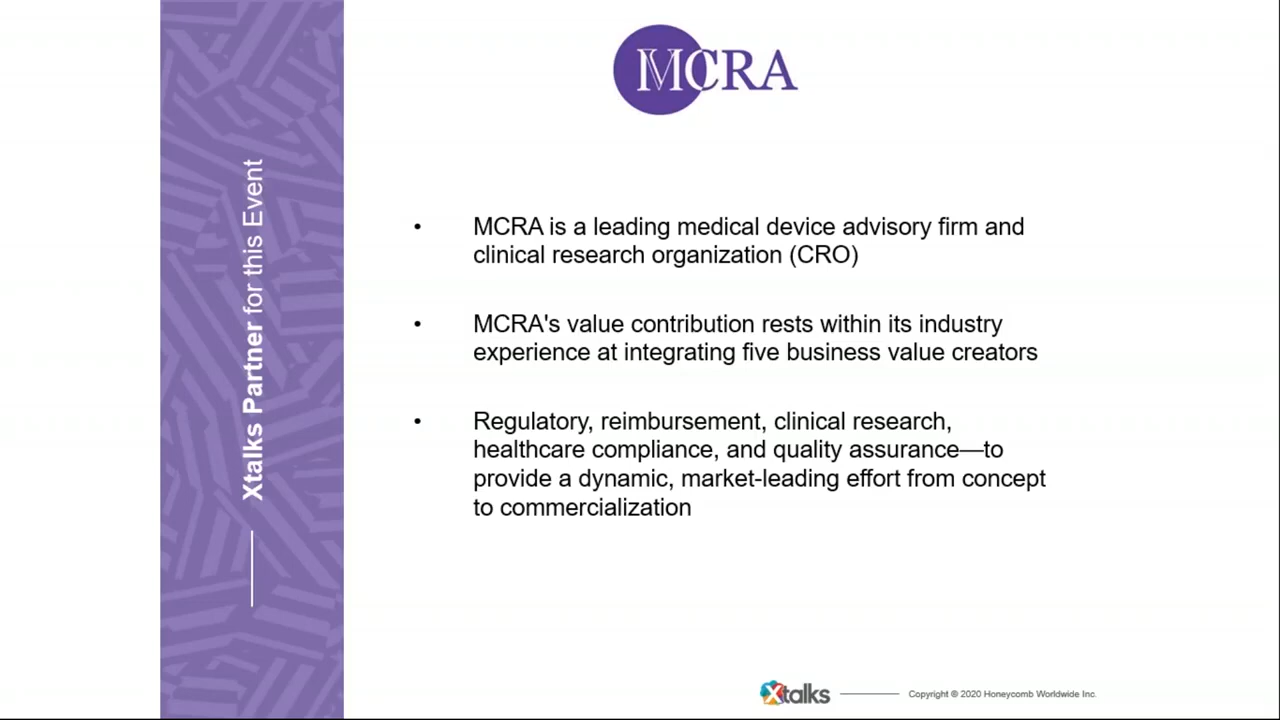 MCRA
Xtalks Partner for this Event
• MCRA is a leading medical device advisory firm and
clinical research organization (CRO)
• MCRA's value contribution rests within its industry
experience at integrating five business value creators
• Regulatory, reimbursement, clinical research,
healthcare compliance, and quality assurance—to
provide a dynamic, market-leading effort from concept
to commercialization
Xtalks
Copyright ® 2020 Honeycomb Worldwide Inc.